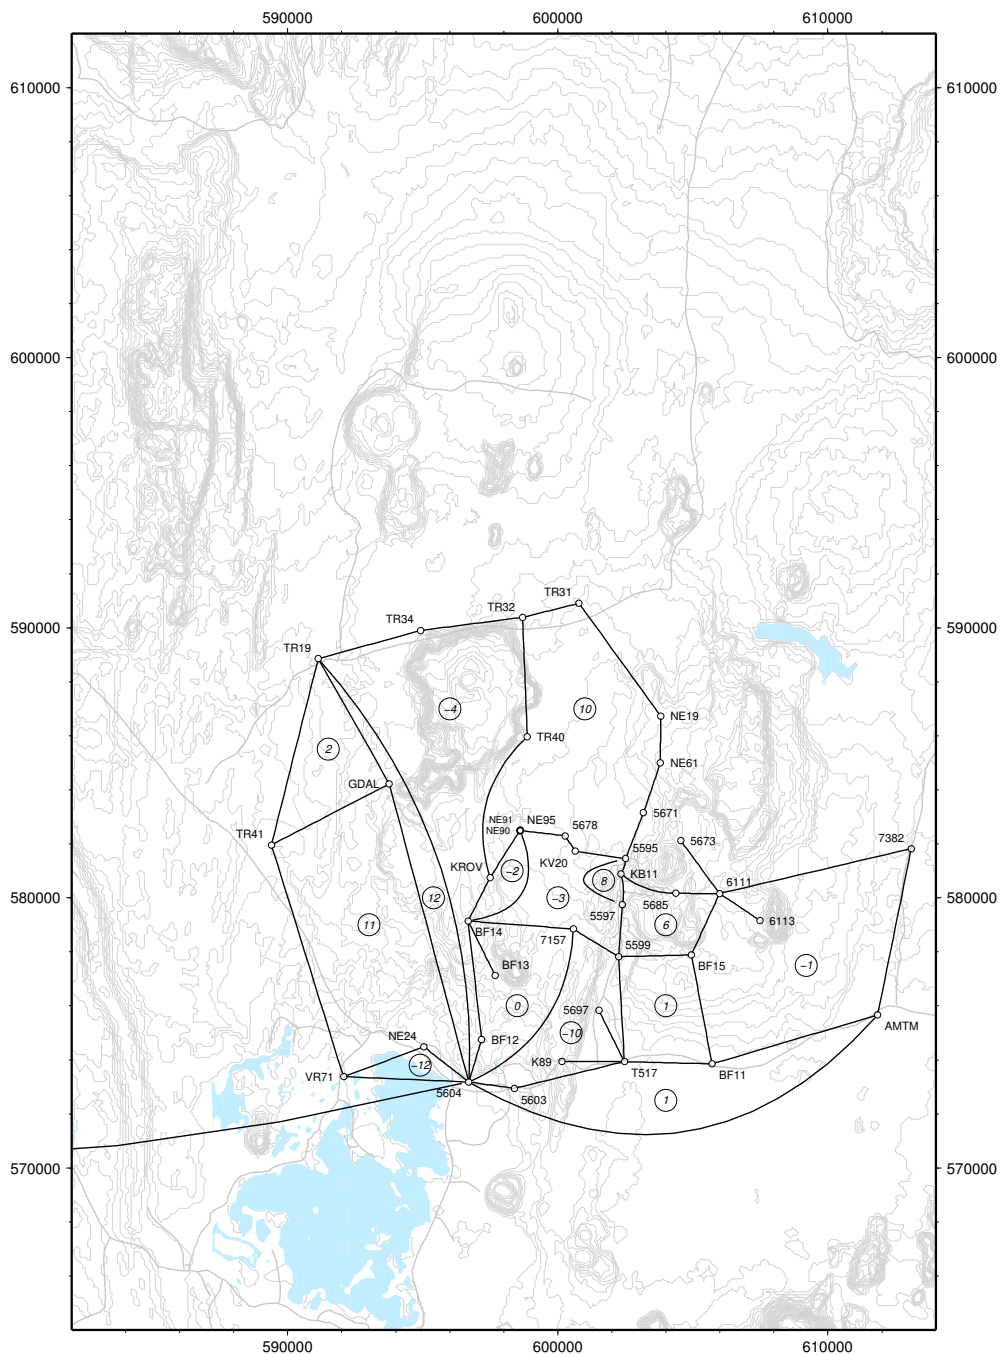 590000 600000 610000
610000 610000
600000 600000
TR31
TR32
TR34
590000 590000
TR19
-4 10
NE19
TR40
2
NE61
GDAL
5671
NE91 NE95 5678
NE90
TR41 5673 7382
KV20 5595
KROV -2 8 KB11
6111
580000 12 -3 580000
5597 5685
11 BF14 6 6113
7157 5599
BF13 BF15 -1
0 5697 1
AMTM
NE24 BF12 -10
-12 K89
VR71 T517 BF11
5604 5603
1
570000 570000
590000 600000 610000